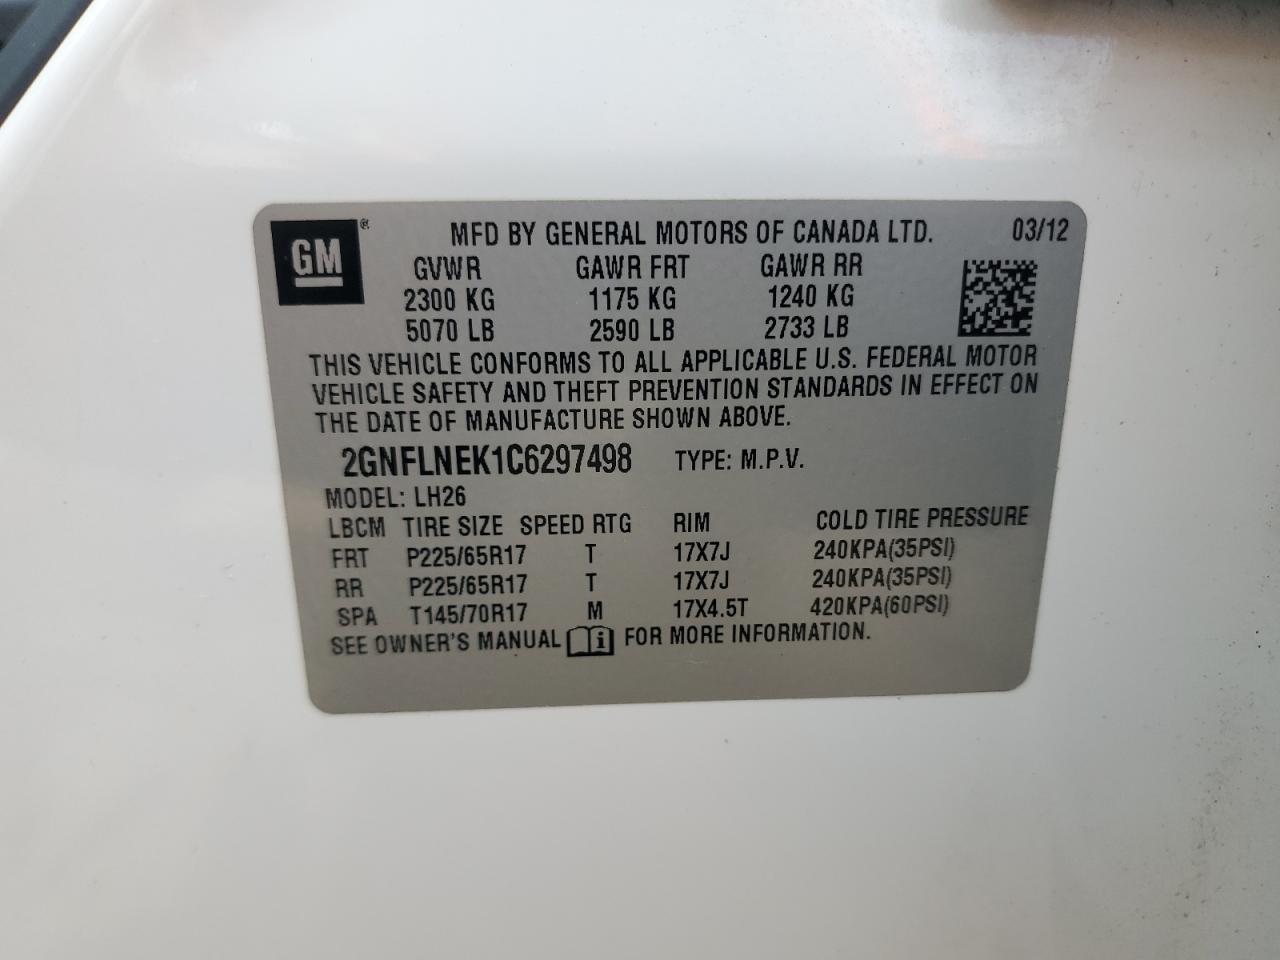 GM® MFD BY GENERAL MOTORS OF CANADA LTD. 03/12
GVWR GAWR FRT GAWR RR
2300 KG 1175 KG 1240 KG
5070 LB 2590 LB 2733 LB
THIS VEHICLE CONFORMS TO ALL APPLICABLE U.S. FEDERAL MOTOR
VEHICLE SAFETY AND THEFT PREVENTION STANDARDS IN EFFECT ON
THE DATE OF MANUFACTURE SHOWN ABOVE.
2GNFLNEK1C6297498 TYPE: M.P.V.
MODEL: LH26
LBCM TIRE SIZE SPEED RTG RIM COLD TIRE PRESSURE
FRT P225/65R17 T 17X7J 240KPA(35PSI)
RR P225/65R17 T 17X7J 240KPA(35PSI)
SPA T145/70R17 M 17X4.5T 420KPA(60PSI)
SEE OWNER'S MANUAL i FOR MORE INFORMATION.